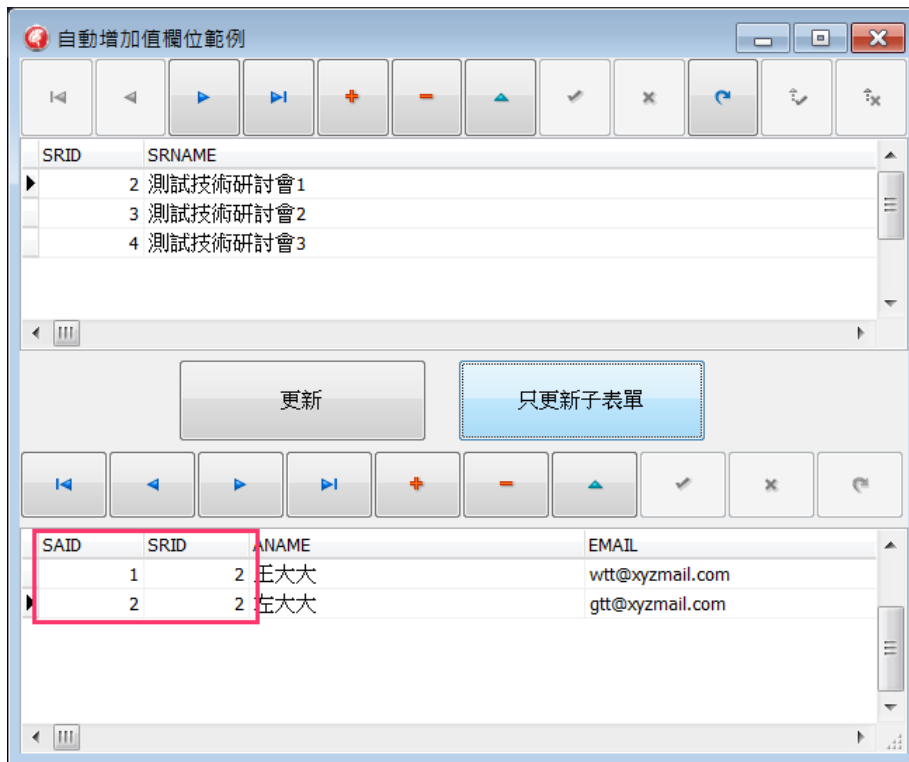 自動增加值欄位範例
SRID SRNAME
2 測試技術研討會1
3 測試技術研討會2
4 測試技術研討會3
更新 只更新子表單
SAID SRID ANAME EMAIL
1 2 王大大 wtt@xyzmail.com
2 2 左大大 gtt@xyzmail.com